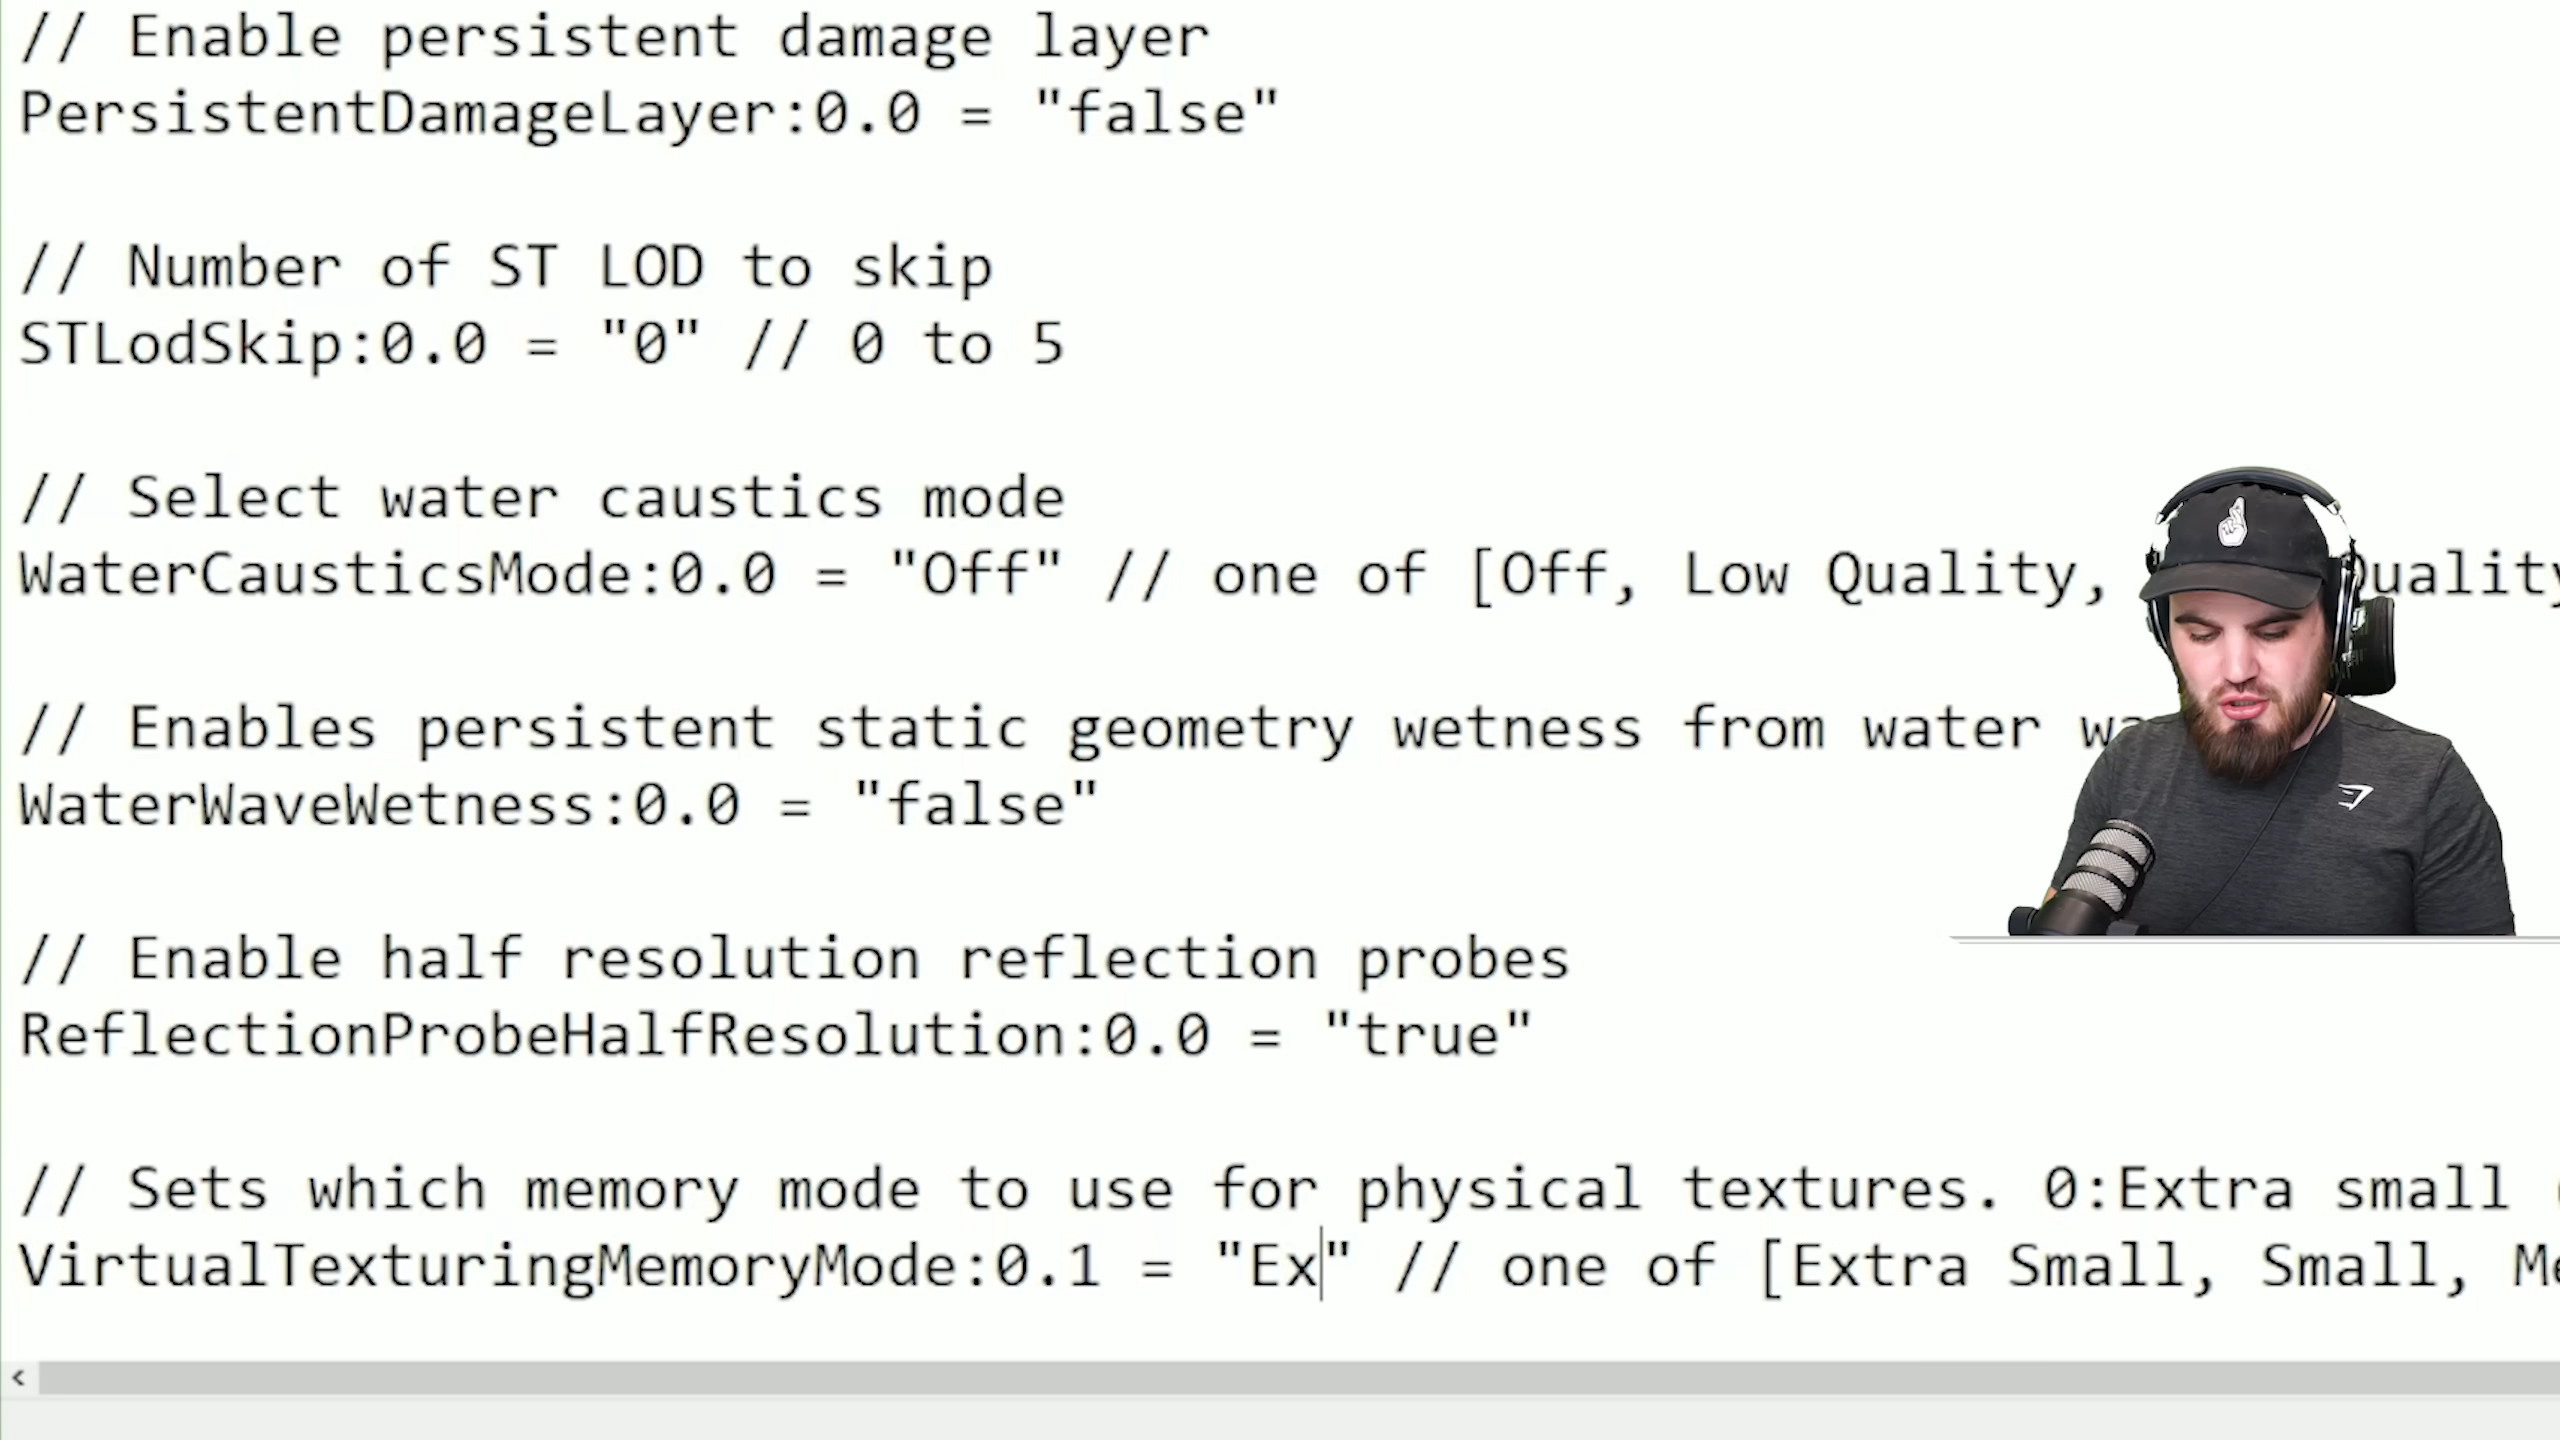 // Enable persistent damage layer
PersistentDamageLayer:0.0 = "false"
// Number of ST LOD to skip
STLodSkip:0.0 = "0" // 0 to 5
// Select water caustics mode
WaterCausticsMode:0.0 = "Off" // one of [Off, Low Quality,
// Enables persistent static geometry wetness from water
WaterWaveWetness:0.0 = "false"
// Enable half resolution reflection probes
ReflectionProbeHalfResolution:0.0 = "true"
// Sets which memory mode to use for physical textures. 0:Extra small
VirtualTexturingMemoryMode:0.1 = "Ex" // one of [Extra Small, Small,